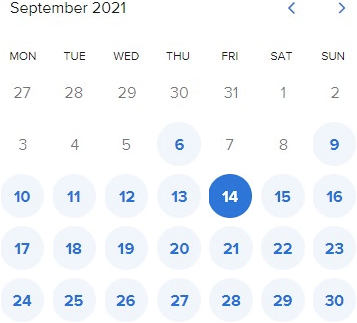 September 2021
MON TUE WED THU FRI SAT SUN
27 28 29 30 31 1 2
3 4 5 6 7 8 9
10 11 12 13 14 15 16
17 18 19 20 21 22 23
24 25 26 27 28 29 30